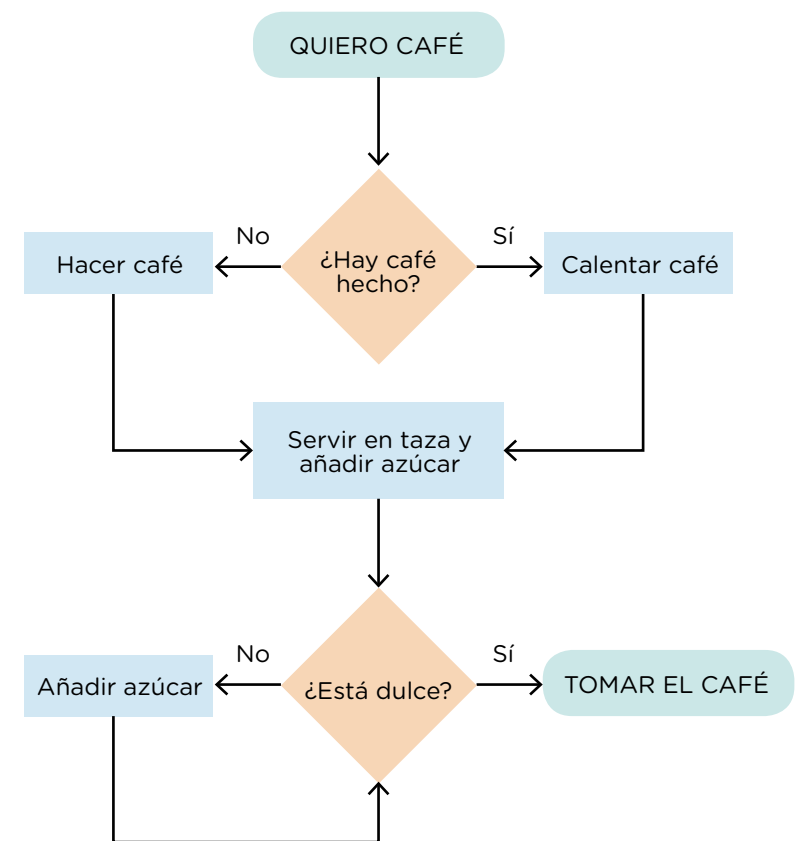 QUIERO CAFÉ
No
Sí
Hacer café
¿Hay café
hecho?
Calentar café
Servir en taza y
añadir azúcar
No
Sí
Añadir azúcar
¿Está dulce?
TOMAR EL CAFÉ